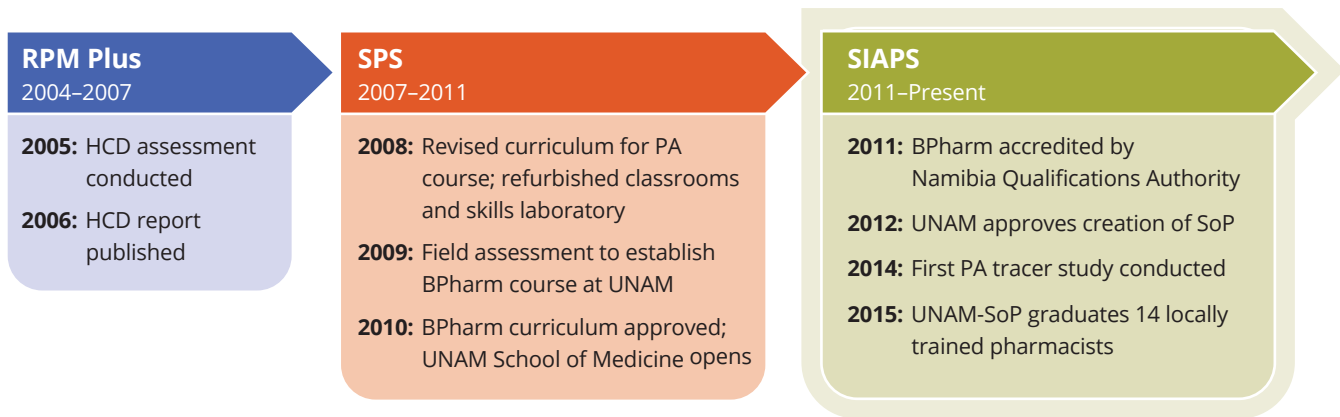 RPM Plus
2004–2007
2005: HCD assessment
conducted
2006: HCD report
published
SPS
2007–2011
2008: Revised curriculum for PA
course; refurbished classrooms
and skills laboratory
2009: Field assessment to establish
BPharm course at UNAM
2010: BPharm curriculum approved;
UNAM School of Medicine opens
SIAPS
2011–Present
2011: BPharm accredited by
Namibia Qualifications Authority
2012: UNAM approves creation of SoP
2014: First PA tracer study conducted
2015: UNAM-SoP graduates 14 locally
trained pharmacists